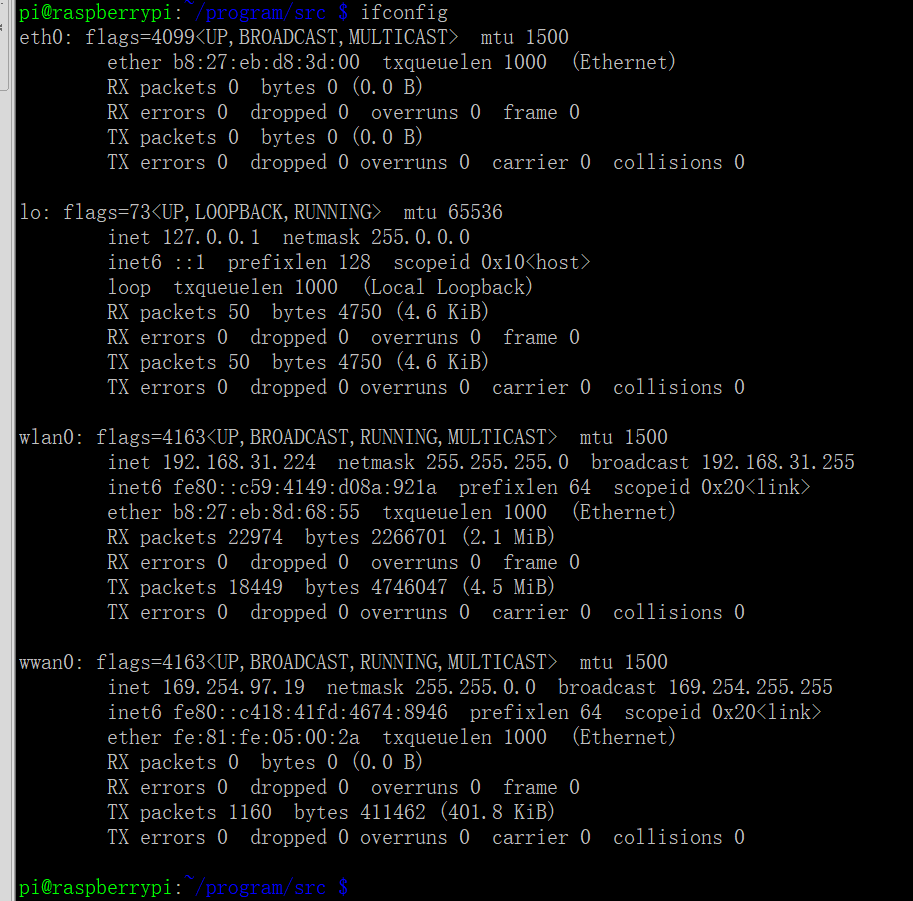 pi@raspberrypi:~/program/src $ ifconfig
eth0: flags=4099<UP,BROADCAST,MULTICAST>  mtu 1500
        ether b8:27:eb:d8:3d:00  txqueuelen 1000  (Ethernet)
        RX packets 0  bytes 0 (0.0 B)
        RX errors 0  dropped 0  overruns 0  frame 0
        TX packets 0  bytes 0 (0.0 B)
        TX errors 0  dropped 0 overruns 0  carrier 0  collisions 0

lo: flags=73<UP,LOOPBACK,RUNNING>  mtu 65536
        inet 127.0.0.1  netmask 255.0.0.0
        inet6 ::1  prefixlen 128  scopeid 0x10<host>
        loop  txqueuelen 1000  (Local Loopback)
        RX packets 50  bytes 4750 (4.6 KiB)
        RX errors 0  dropped 0  overruns 0  frame 0
        TX packets 50  bytes 4750 (4.6 KiB)
        TX errors 0  dropped 0 overruns 0  carrier 0  collisions 0

wlan0: flags=4163<UP,BROADCAST,RUNNING,MULTICAST>  mtu 1500
        inet 192.168.31.224  netmask 255.255.255.0  broadcast 192.168.31.255
        inet6 fe80::c59:4149:d08a:921a  prefixlen 64  scopeid 0x20<link>
        ether b8:27:eb:8d:68:55  txqueuelen 1000  (Ethernet)
        RX packets 22974  bytes 2266701 (2.1 MiB)
        RX errors 0  dropped 0  overruns 0  frame 0
        TX packets 18449  bytes 4746047 (4.5 MiB)
        TX errors 0  dropped 0 overruns 0  carrier 0  collisions 0

wwan0: flags=4163<UP,BROADCAST,RUNNING,MULTICAST>  mtu 1500
        inet 169.254.97.19  netmask 255.255.0.0  broadcast 169.254.255.255
        inet6 fe80::c418:41fd:4674:8946  prefixlen 64  scopeid 0x20<link>
        ether fe:81:fe:05:00:2a  txqueuelen 1000  (Ethernet)
        RX packets 0  bytes 0 (0.0 B)
        RX errors 0  dropped 0  overruns 0  frame 0
        TX packets 1160  bytes 411462 (401.8 KiB)
        TX errors 0  dropped 0 overruns 0  carrier 0  collisions 0

pi@raspberrypi:~/program/src $